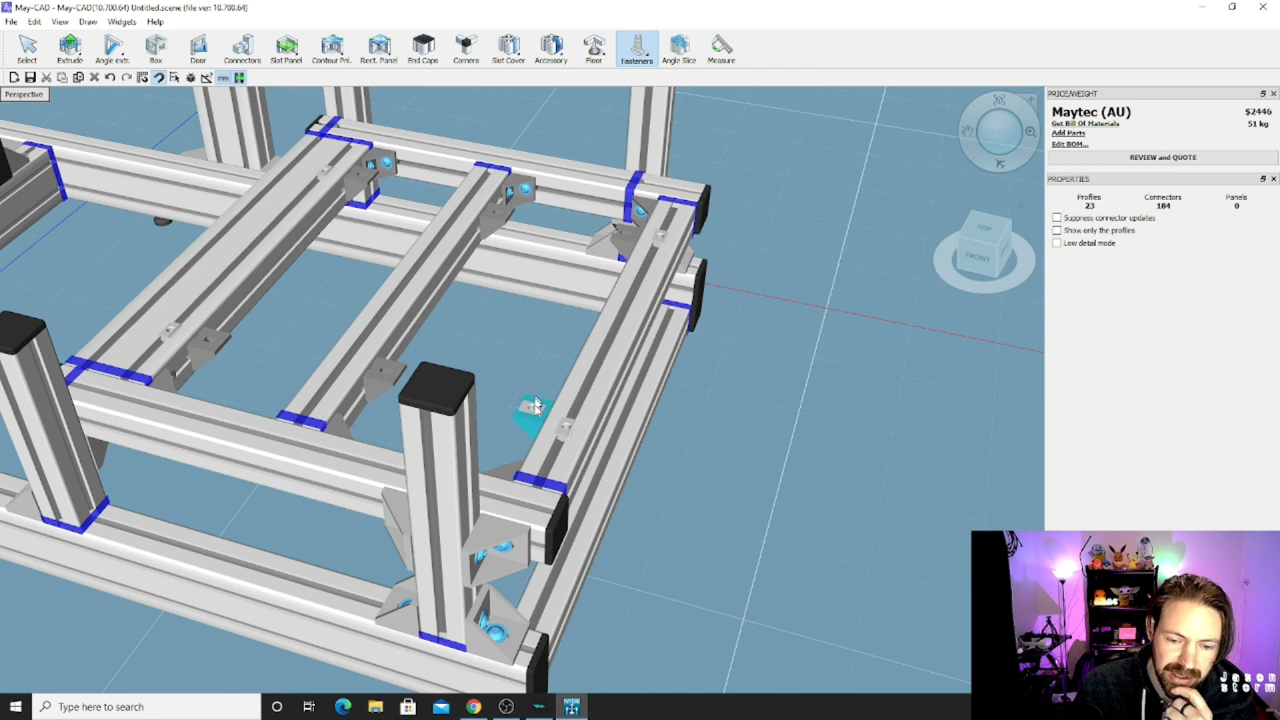 May-CAD - May-CAD(10.700.64) Untitled.scene (file ver: 10.700.64)
File Edit View Draw Widgets Help
Select Extrude Angle extr. Box Door Connectors Slot Panel Contour Pnl. Rect. Panel End Caps Corners Slot Cover Accessory Floor Fasteners Angle Slice Measure
mm
Perspective
PRICE/WEIGHT
Maytec (AU) $2446
Get Bill Of Materials 51 kg
Add Parts
Edit BOM...
REVIEW and QUOTE
PROPERTIES
Profiles Connectors Panels
23 184 0
Suppress connector updates
Show only the profiles
Low detail mode
TOP
FRONT
Jason
Storm
Type here to search